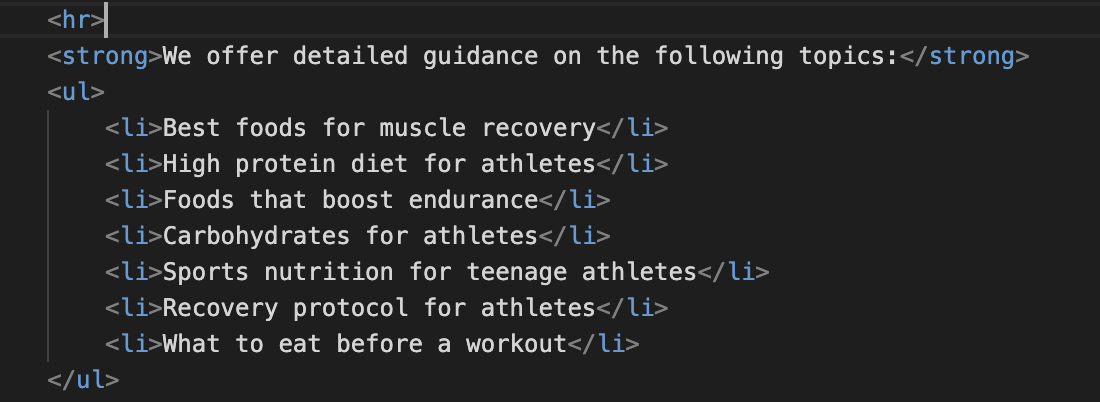 <hr>
<strong>We offer detailed guidance on the following topics:</strong>
<ul>
<li>Best foods for muscle recovery</li>
<li>High protein diet for athletes</li>
<li>Foods that boost endurance</li>
<li>Carbohydrates for athletes</li>
<li>Sports nutrition for teenage athletes</li>
<li>Recovery protocol for athletes</li>
<li>What to eat before a workout</li>
</ul>